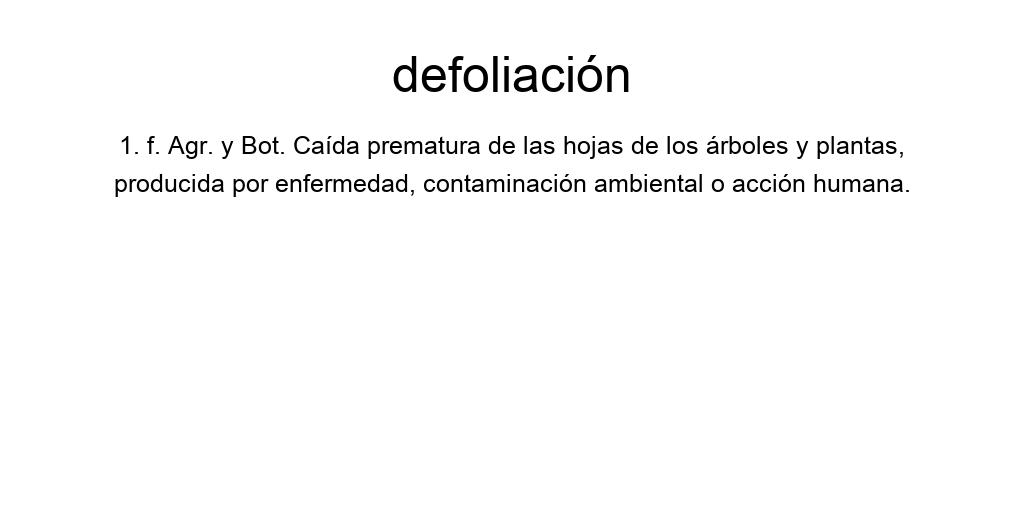 defoliación
1. f. Agr. y Bot. Caída prematura de las hojas de los árboles y plantas,
producida por enfermedad, contaminación ambiental o acción humana.